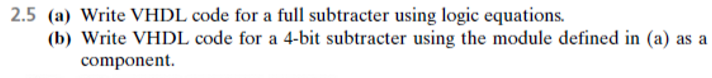 2.5 (a) Write VHDL code for a full subtracter using logic equations.
(b) Write VHDL code for a 4-bit subtracter using the module defined in (a) as a
component.